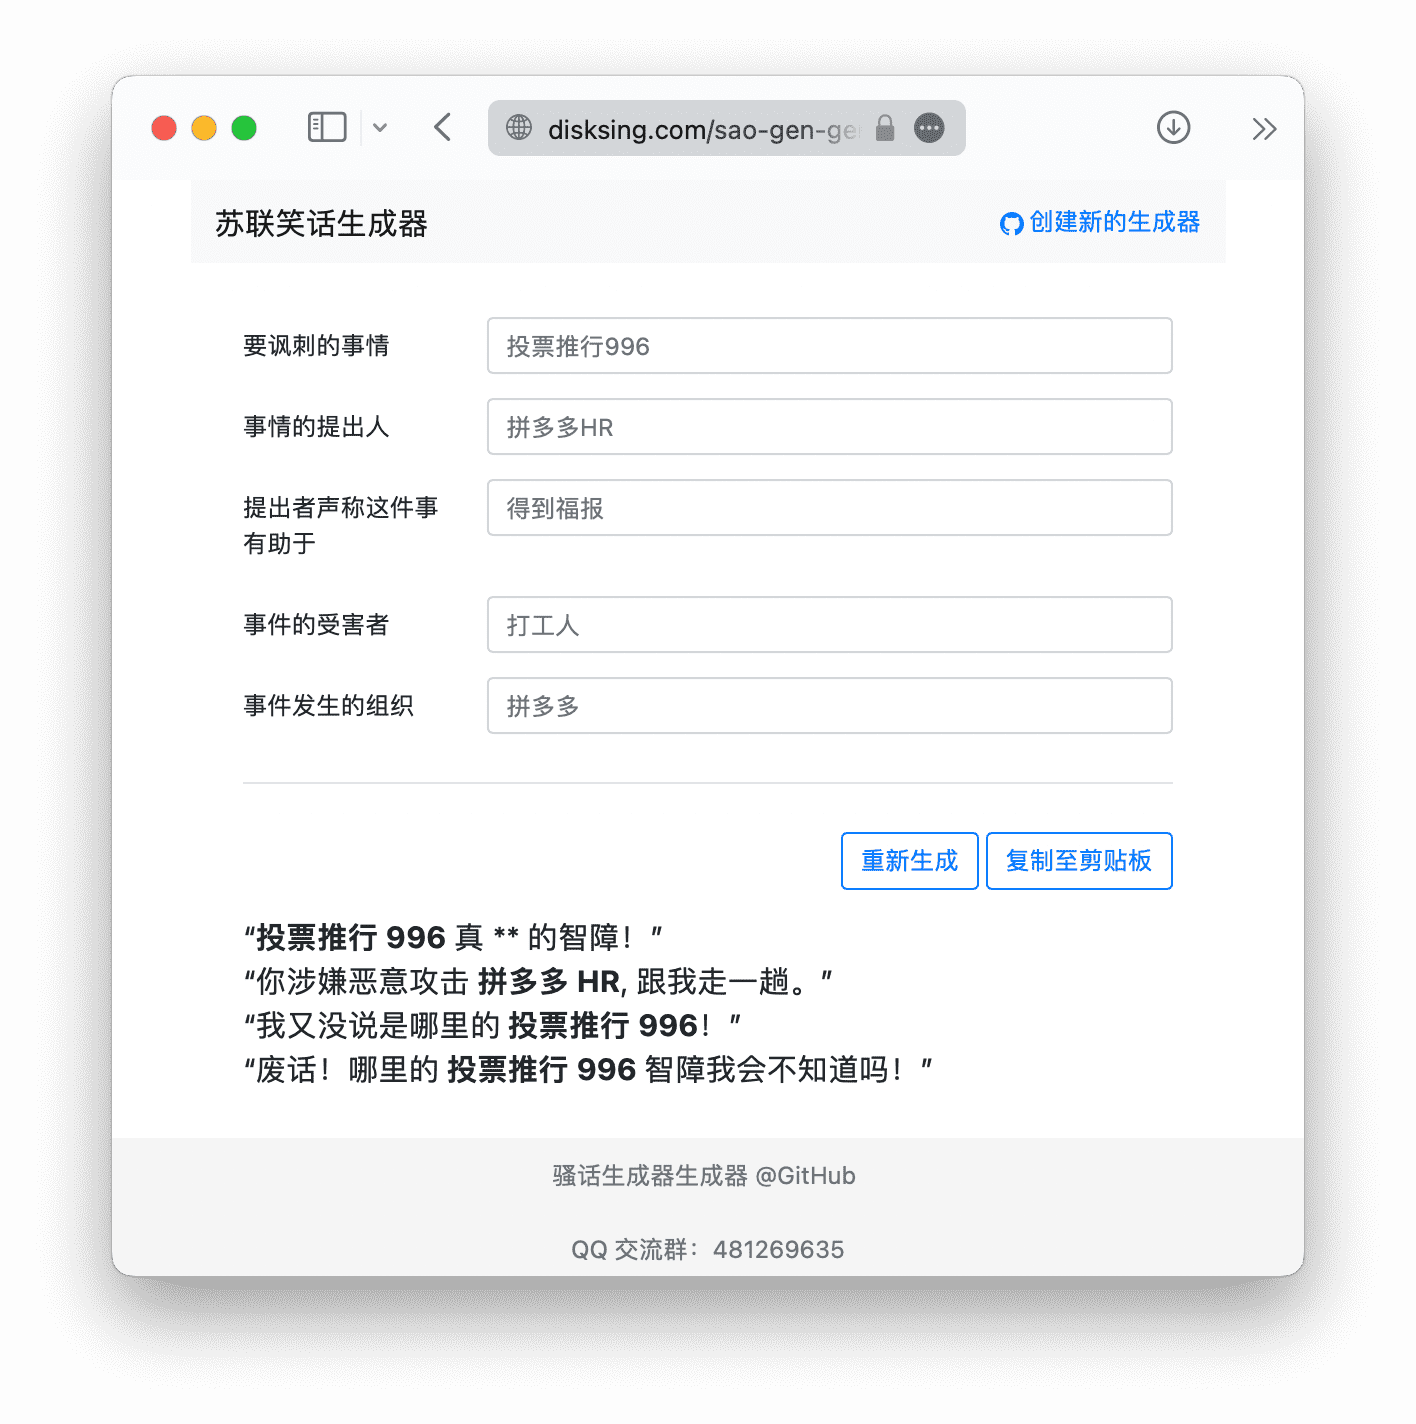 disksing.com/sao-gen-ge
苏联笑话生成器
创建新的生成器
要讽刺的事情
投票推行996
事情的提出人
拼多多HR
提出者声称这件事
有助于
得到福报
事件的受害者
打工人
事件发生的组织
拼多多
重新生成
复制至剪贴板
“投票推行 996 真 ** 的智障！”
“你涉嫌恶意攻击 拼多多 HR, 跟我走一趟。”
“我又没说是哪里的 投票推行 996！”
“废话！哪里的 投票推行 996 智障我会不知道吗！”
骚话生成器生成器 @GitHub
QQ 交流群：481269635